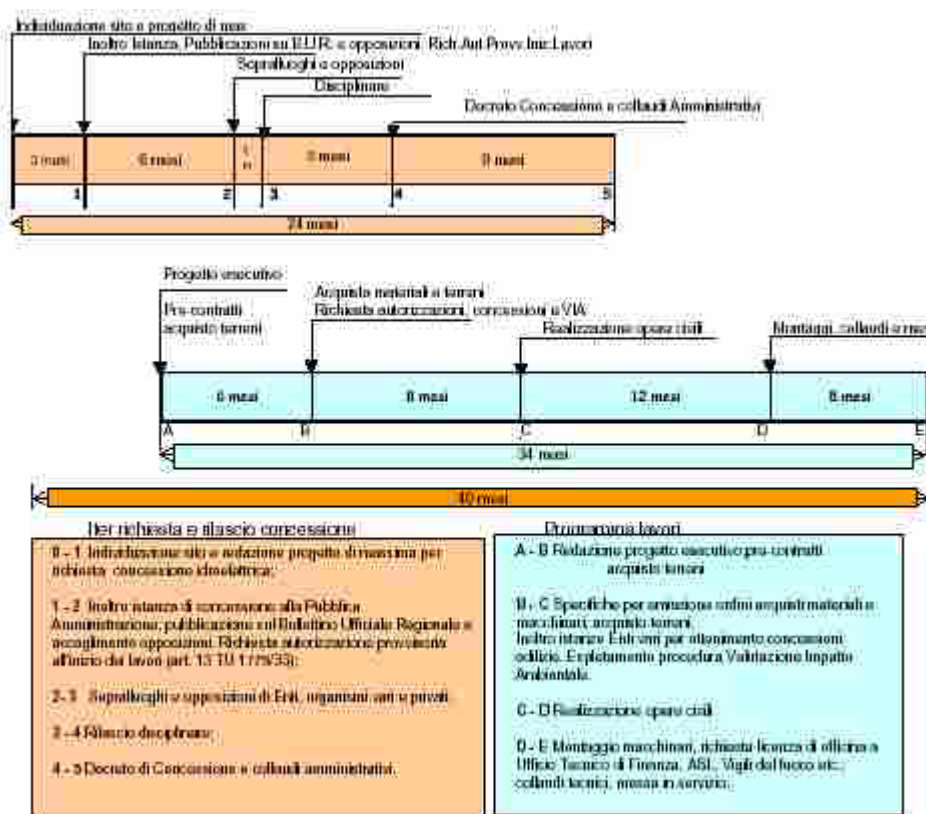 Individuazione sito e progetto di mas
Inoltro Istanza, Pubblicazioni su B.U.R. e opposizioni, Rich.Aut.Provv.Iniz.Lavori
Sopralluoghi e opposizioni
Disciplinare
Decreto Concessione e collaudi Amministrativi
3 mesi
6 mesi
1
mesi
1
2
3
4
5
24 mesi
Progetto esecutivo
Pre-contratti
acquisto terreni
Acquisto materiali e terreni
Richiesta autorizzazioni, concessioni e VIA
Realizzazione opere civili
Montaggi, collaudi e mes
6 mesi
8 mesi
12 mesi
8 mesi
A
B
C
D
E
34 mesi
40 mesi
Iter richiesta e rilascio concessione
0 - 1 Individuazione sito e redazione progetto di massima per
richiesta concessione idroelettrica;
1 - 2 Inoltro istanza di concessione alla Pubblica
Amministrazione, pubblicazione sul Bollettino Ufficiale Regionale e
accoglimento opposizioni. Richiesta autorizzazione provvisoria
all'inizio dei lavori (art. 13 TU 1775/33);
2 - 3 Sopralluoghi e opposizioni di Enti, organismi vari e privati.
3 - 4 Rilascio disciplinare;
4 - 5 Decreto di Concessione e collaudi amministrativi.
Programma lavori
A - B Redazione progetto esecutivo pre-contratti
acquisto terreni
B - C Specifiche per emissione ordini acquisti materiali e
macchinari, acquisto terreni.
Inoltro istanze Enti vari per ottenimento concessioni
edilizie. Espletamento procedura Valutazione Impatto
Ambientale.
C - D Realizzazione opere civili
D - E Montaggio macchinari, richiesta licenza di officina a
Ufficio Tecnico di Finanza, ASL, Vigili del fuoco etc.;
collaudi tecnici, messa in servizio.